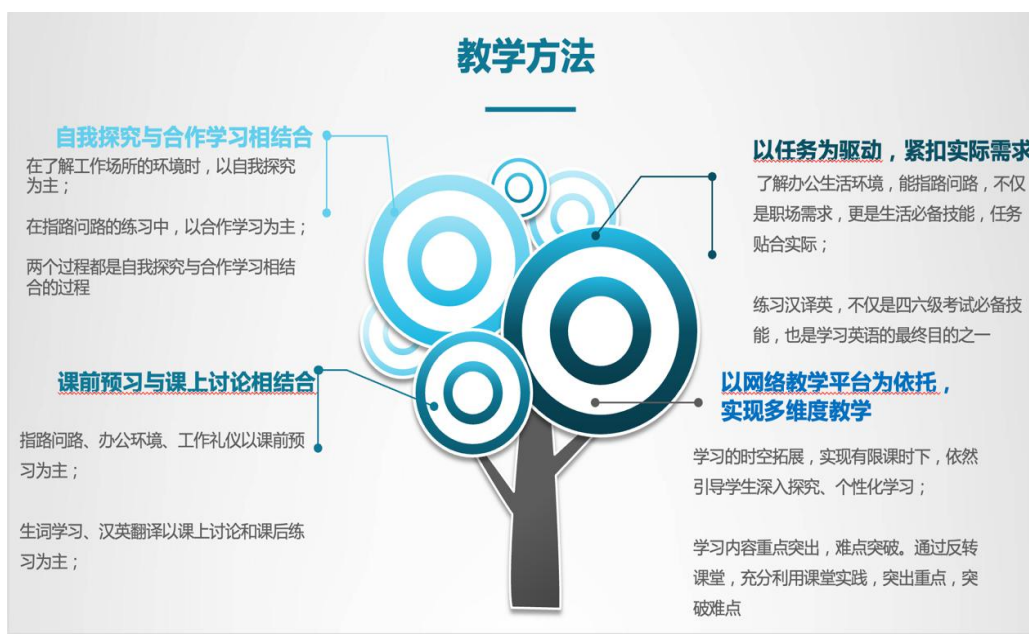 教学方法
自我探究与合作学习相结合
在了解工作场所的环境时，以自我探究
为主；
在指路问路的练习中，以合作学习为主；
两个过程都是自我探究与合作学习相结
合的过程
以任务为驱动，紧扣实际需求
了解办公生活环境，能指路问路，不仅
是职场需求，更是生活必备技能，任务
贴合实际；
练习汉译英，不仅是四六级考试必备技
能，也是学习英语的最终目的之一
课前预习与课上讨论相结合
指路问路、办公环境、工作礼仪以课前预
习为主；
生词学习、汉英翻译以课上讨论和课后练
习为主；
以网络教学平台为依托，
实现多维度教学
学习的时空拓展，实现有限课时下，依然
引导学生深入探究、个性化学习；
学习内容重点突出，难点突破。通过反转
课堂，充分利用课堂实践，突出重点，突
破难点